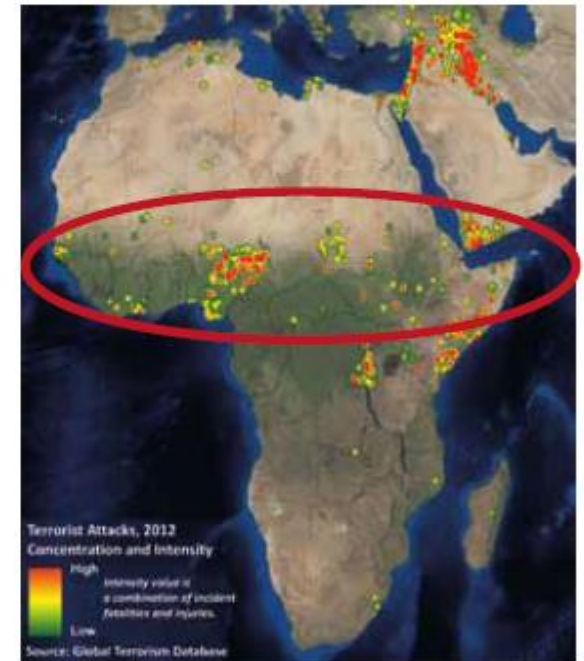 Terrorist Attacks, 2012
Concentration and Intensity
High
Intensity value is
a combination of incident
fatalities and injuries.
Low
Source: Global Terrorism Database